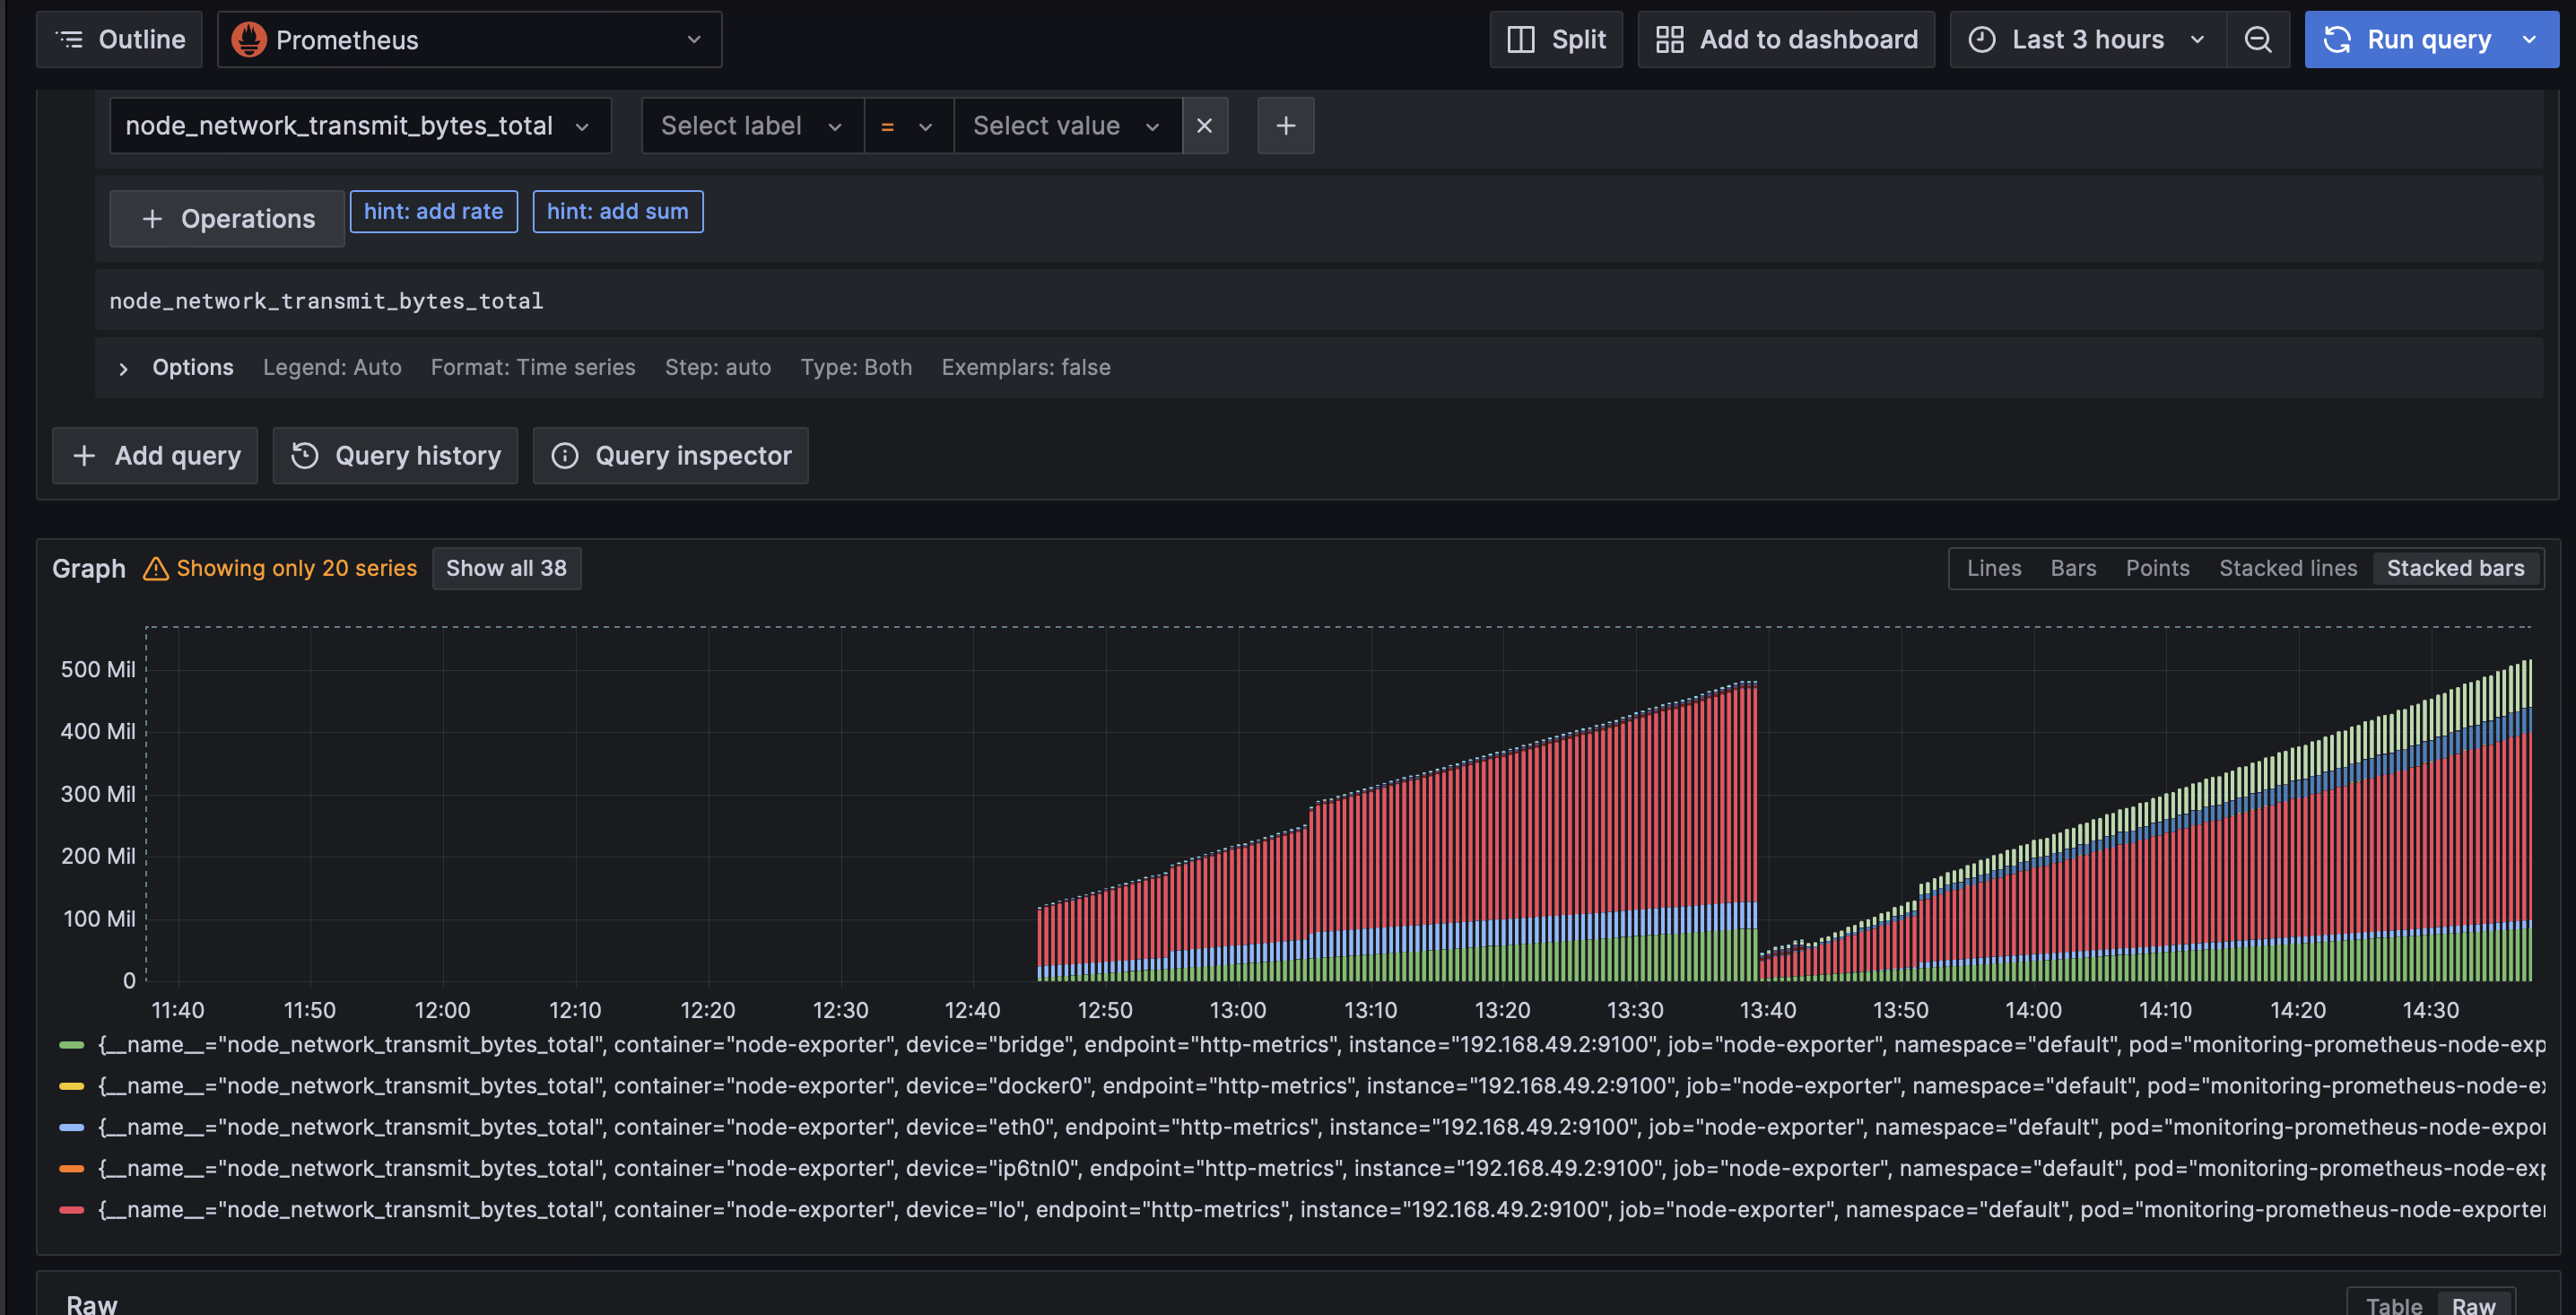 Outline Prometheus Split Add to dashboard Last 3 hours Run query
node_network_transmit_bytes_total Select label = Select value
Operations hint: add rate hint: add sum
node_network_transmit_bytes_total
Options Legend: Auto Format: Time series Step: auto Type: Both Exemplars: false
Add query Query history Query inspector
Graph Showing only 20 series Show all 38 Lines Bars Points Stacked lines Stacked bars
500 Mil
400 Mil
300 Mil
200 Mil
100 Mil
0
11:40 11:50 12:00 12:10 12:20 12:30 12:40 12:50 13:00 13:10 13:20 13:30 13:40 13:50 14:00 14:10 14:20 14:30
{__name__="node_network_transmit_bytes_total", container="node-exporter", device="bridge", endpoint="http-metrics", instance="192.168.49.2:9100", job="node-exporter", namespace="default", pod="monitoring-prometheus-node-exp
{__name__="node_network_transmit_bytes_total", container="node-exporter", device="docker0", endpoint="http-metrics", instance="192.168.49.2:9100", job="node-exporter", namespace="default", pod="monitoring-prometheus-node-ex
{__name__="node_network_transmit_bytes_total", container="node-exporter", device="eth0", endpoint="http-metrics", instance="192.168.49.2:9100", job="node-exporter", namespace="default", pod="monitoring-prometheus-node-expor
{__name__="node_network_transmit_bytes_total", container="node-exporter", device="ip6tnl0", endpoint="http-metrics", instance="192.168.49.2:9100", job="node-exporter", namespace="default", pod="monitoring-prometheus-node-exp
{__name__="node_network_transmit_bytes_total", container="node-exporter", device="lo", endpoint="http-metrics", instance="192.168.49.2:9100", job="node-exporter", namespace="default", pod="monitoring-prometheus-node-exporter
Raw Table Raw